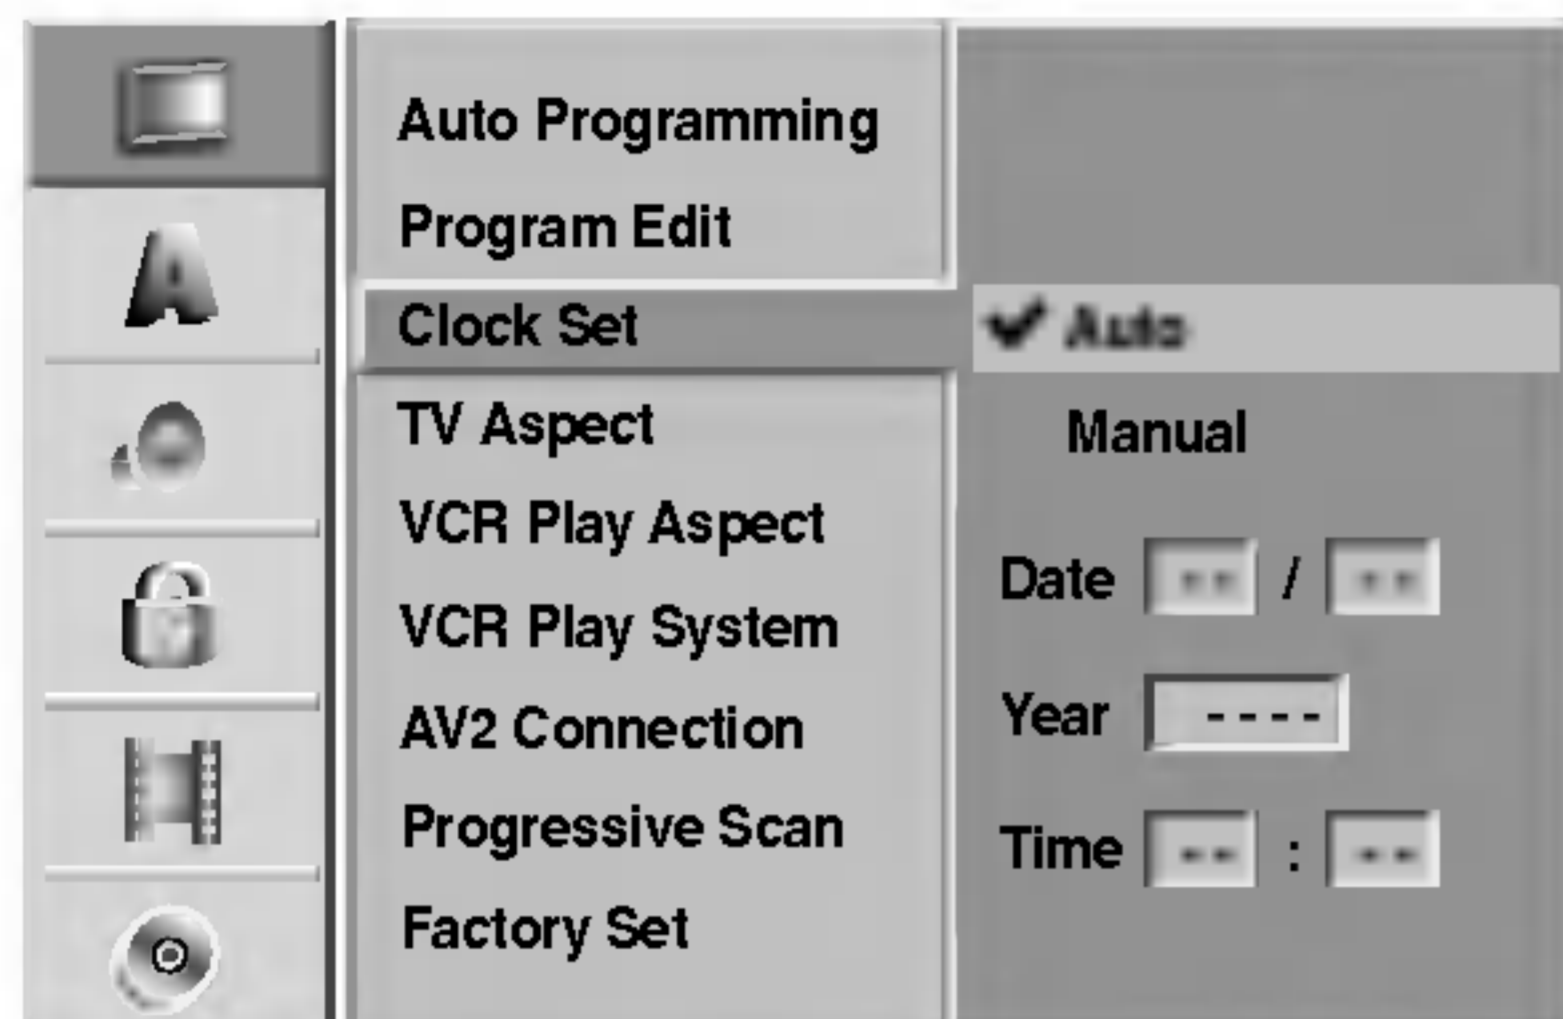 A
Auto Programming
Program Edit
Clock Set
TV Aspect
VCR Play Aspect
VCR Play System
AV2 Connection
Progressive Scan
Factory Set
✔ Auto
Manual
Date -- / --
Year ----
Time -- : --